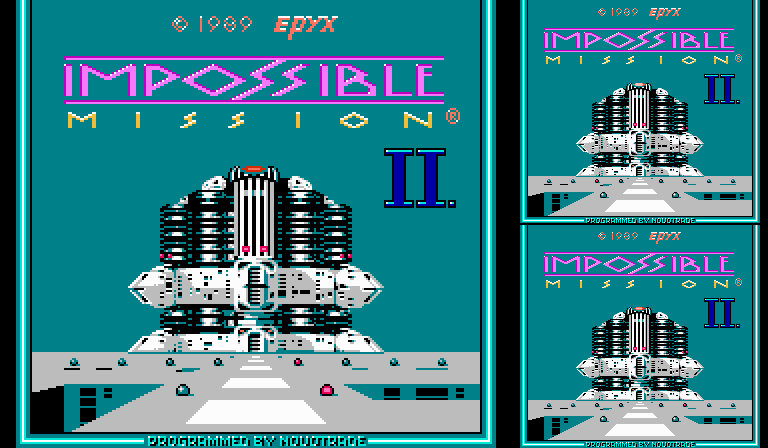 © 1989 EPYX
IMPOSSIBLE
MISSION®
II.
PROGRAMMED BY NOVOTRADE
© 1989 EPYX
IMPOSSIBLE
MISSION®
II.
PROGRAMMED BY NOVOTRADE
© 1989 EPYX
IMPOSSIBLE
MISSION®
II.
PROGRAMMED BY NOVOTRADE